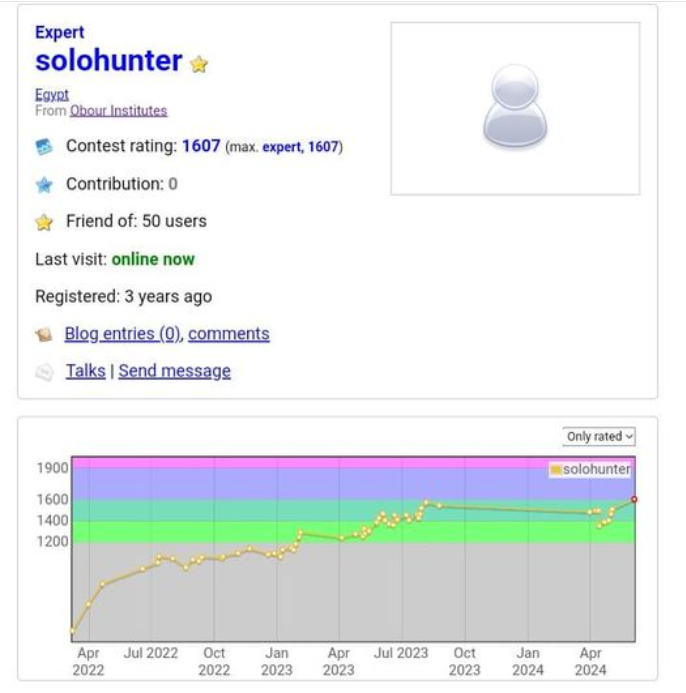 Expert
solohunter
Egypt
From Obour Institutes
Contest rating: 1607 (max. expert, 1607)
Contribution: 0
Friend of: 50 users
Last visit: online now
Registered: 3 years ago
Blog entries (0), comments
Talks | Send message
Only rated
solohunter
1900
1600
1400
1200
Apr 2022
Jul 2022
Oct 2022
Jan 2023
Apr 2023
Jul 2023
Oct 2023
Jan 2024
Apr 2024